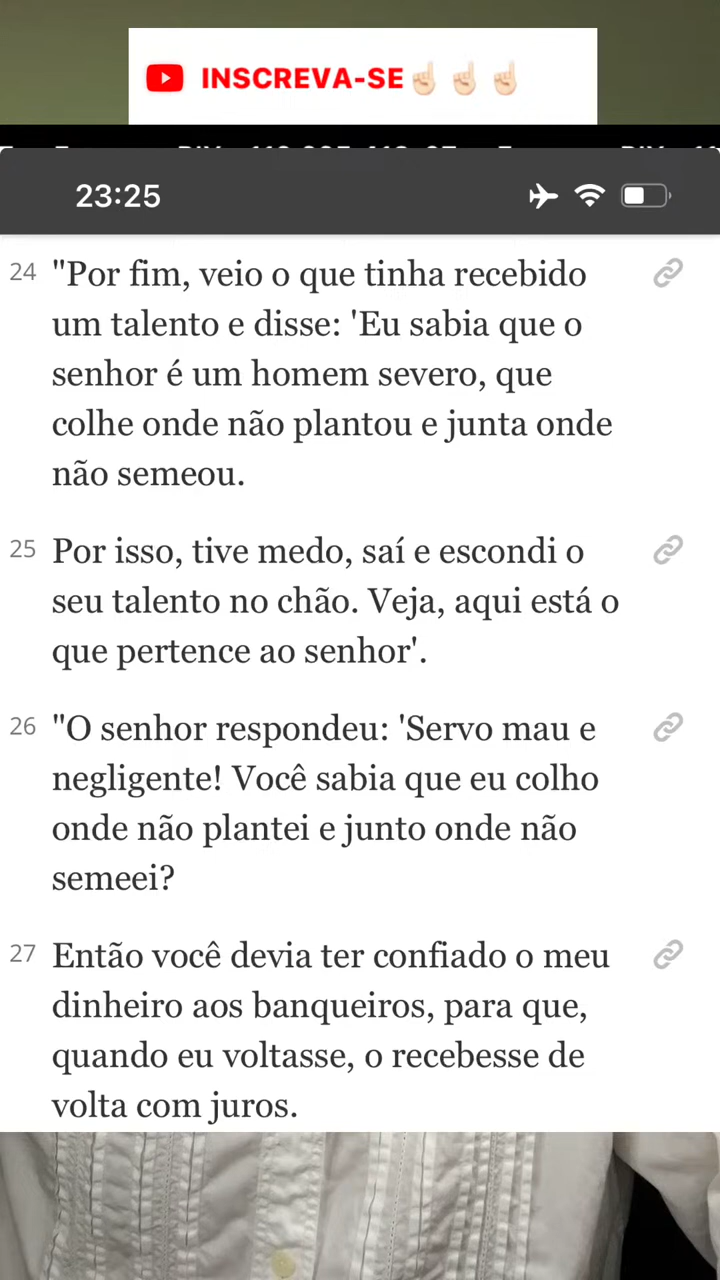 INSCREVA-SE☝🏻☝🏻☝🏻
23:25
24 "Por fim, veio o que tinha recebido
um talento e disse: 'Eu sabia que o
senhor é um homem severo, que
colhe onde não plantou e junta onde
não semeou.
25 Por isso, tive medo, saí e escondi o
seu talento no chão. Veja, aqui está o
que pertence ao senhor'.
26 "O senhor respondeu: 'Servo mau e
negligente! Você sabia que eu colho
onde não plantei e junto onde não
semeei?
27 Então você devia ter confiado o meu
dinheiro aos banqueiros, para que,
quando eu voltasse, o recebesse de
volta com juros.